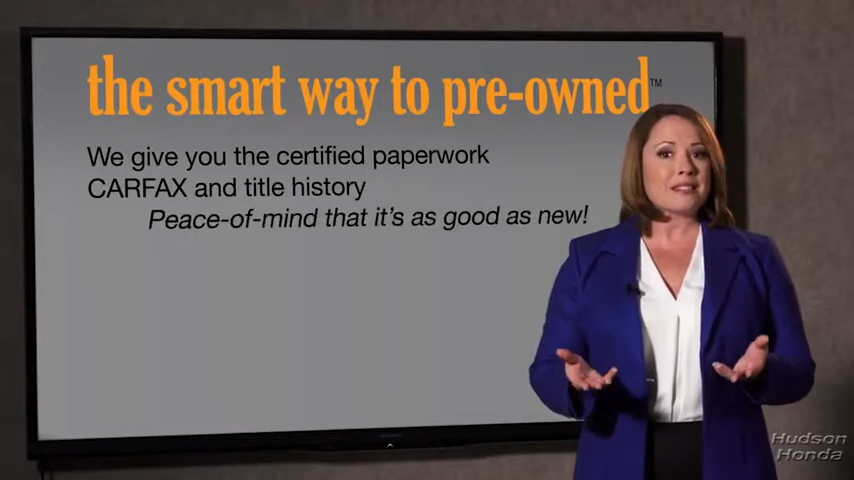 the smart way to pre-owned™
We give you the certified paperwork
CARFAX and title history
Peace-of-mind that it's as good as new!
Hudson
Honda